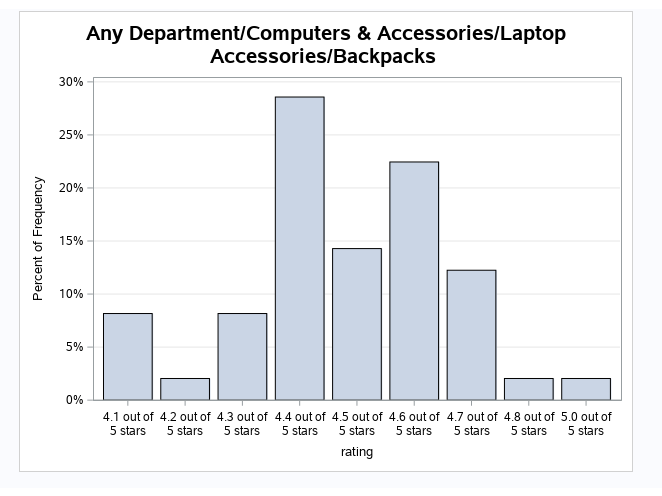 Any Department/Computers & Accessories/Laptop
Accessories/Backpacks
30%
25%
20%
15%
10%
5%
0%
Percent of Frequency
4.1 out of 4.2 out of 4.3 out of 4.4 out of 4.5 out of 4.6 out of 4.7 out of 4.8 out of 5.0 out of
5 stars 5 stars 5 stars 5 stars 5 stars 5 stars 5 stars 5 stars 5 stars
rating